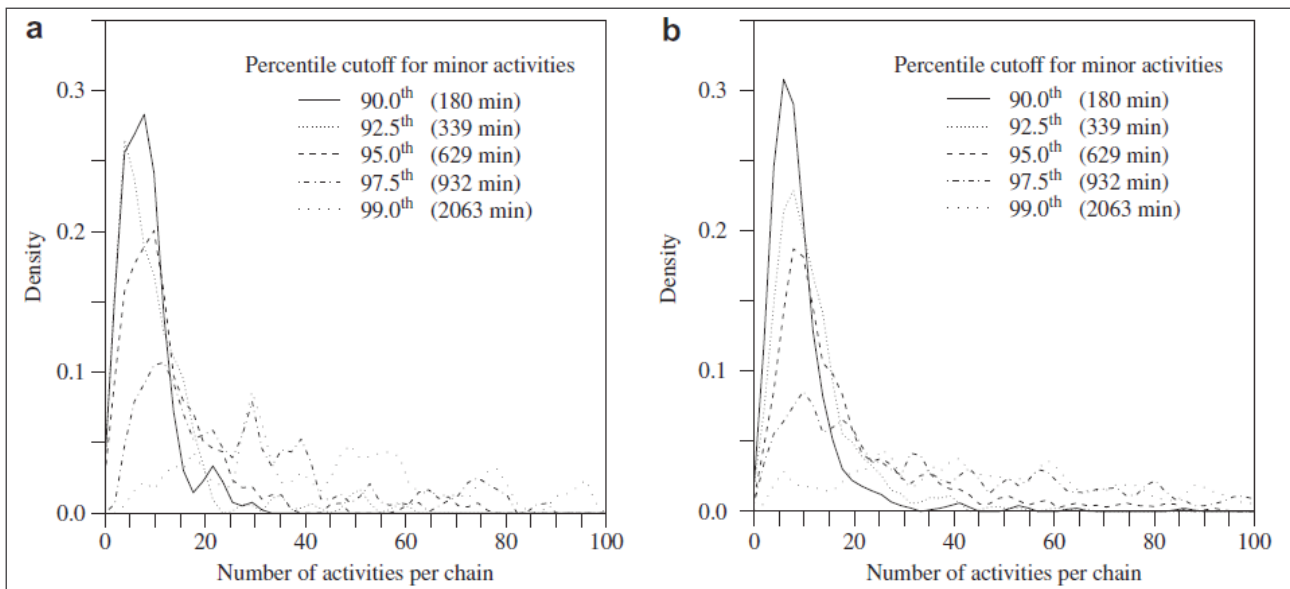 a
Percentile cutoff for minor activities
90.0th (180 min)
92.5th (339 min)
95.0th (629 min)
97.5th (932 min)
99.0th (2063 min)
0.3
0.2
0.1
0.0
Density
0 20 40 60 80 100
Number of activities per chain
b
Percentile cutoff for minor activities
90.0th (180 min)
92.5th (339 min)
95.0th (629 min)
97.5th (932 min)
99.0th (2063 min)
0.3
0.2
0.1
0.0
Density
0 20 40 60 80 100
Number of activities per chain